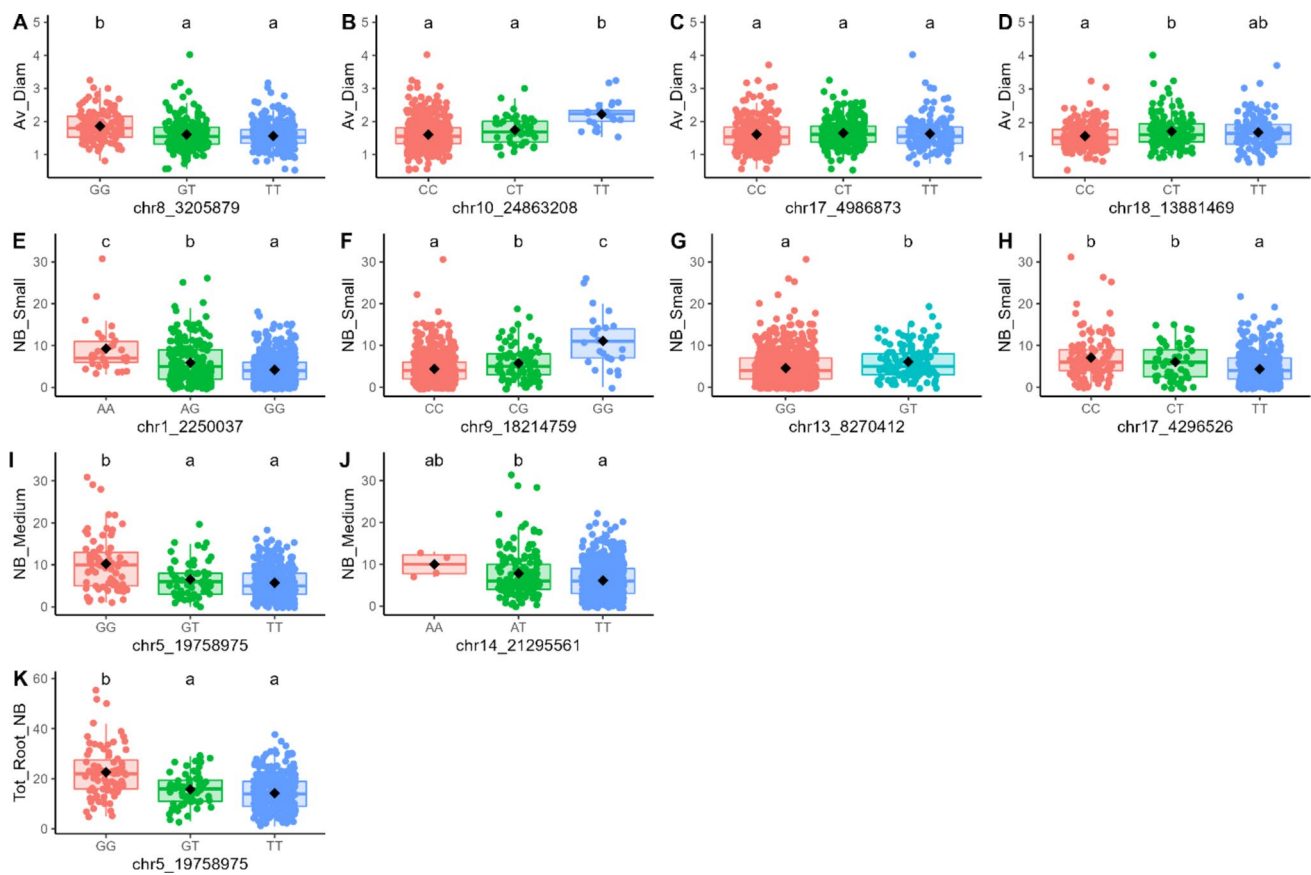 A b a a
Av_Diam
5
4
3
2
1
GG GT TT
chr8_3205879
B a a b
Av_Diam
5
4
3
2
1
CC CT TT
chr10_24863208
C a a a
Av_Diam
5
4
3
2
1
CC CT TT
chr17_4986873
D a b ab
Av_Diam
5
4
3
2
1
CC CT TT
chr18_13881469
E c b a
NB_Small
30
20
10
0
AA AG GG
chr1_2250037
F a b c
NB_Small
30
20
10
0
CC CG GG
chr9_18214759
G a b
NB_Small
30
20
10
0
GG GT
chr13_8270412
H b b a
NB_Small
30
20
10
0
CC CT TT
chr17_4296526
I b a a
NB_Medium
30
20
10
0
GG GT TT
chr5_19758975
J ab b a
NB_Medium
30
20
10
0
AA AT TT
chr14_21295561
K b a a
Tot_Root_NB
60
40
20
0
GG GT TT
chr5_19758975